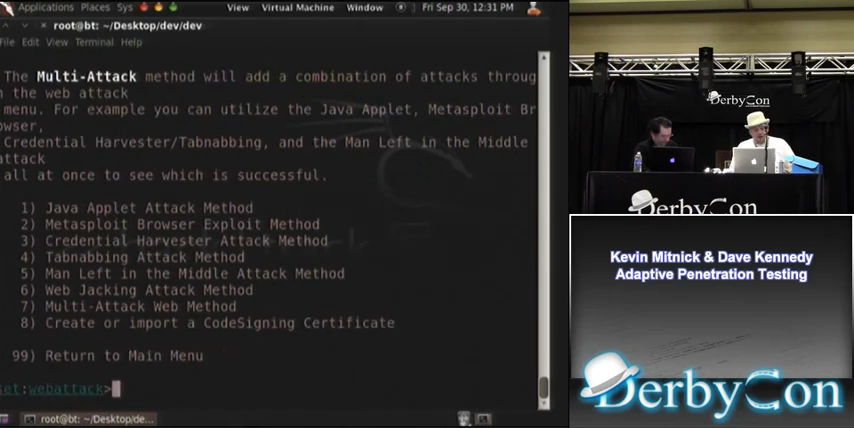 Applications Places Sys
View Virtual Machine Window
Fri Sep 30, 12:31 PM
root@bt: ~/Desktop/dev/dev
File Edit View Terminal Help
The Multi-Attack method will add a combination of attacks throug
h the web attack
menu. For example you can utilize the Java Applet, Metasploit Br
owser,
Credential Harvester/Tabnabbing, and the Man Left in the Middle
attack
all at once to see which is successful.
1) Java Applet Attack Method
2) Metasploit Browser Exploit Method
3) Credential Harvester Attack Method
4) Tabnabbing Attack Method
5) Man Left in the Middle Attack Method
6) Web Jacking Attack Method
7) Multi-Attack Web Method
8) Create or import a CodeSigning Certificate
99) Return to Main Menu
set:webattack>
root@bt: ~/Desktop/de...
DerbyCon
DerbyCon
Kevin Mitnick & Dave Kennedy
Adaptive Penetration Testing
DerbyCon